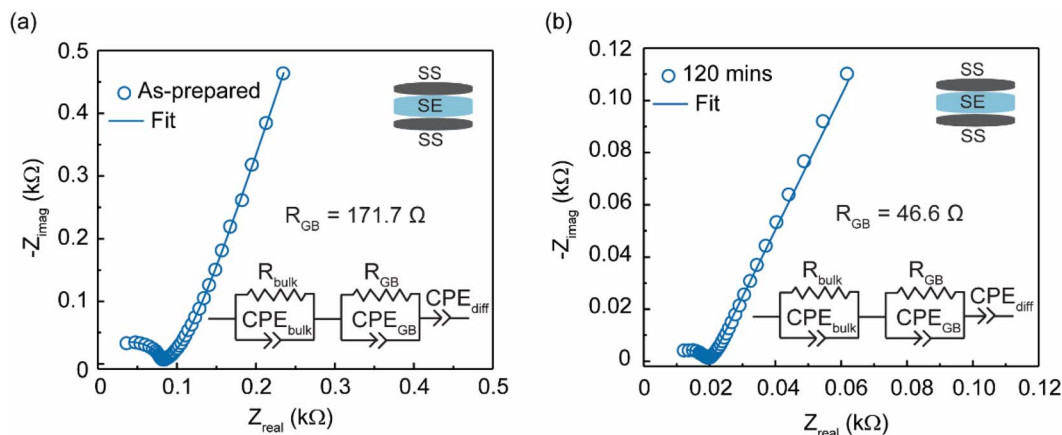 (a)
0.5
0.4
0.3
0.2
0.1
0
-Z_imag (kΩ)
As-prepared
Fit
SS
SE
SS
R_GB = 171.7 Ω
R_bulk
R_GB
CPE_diff
CPE_bulk
CPE_GB
0 0.1 0.2 0.3 0.4 0.5
Z_real (kΩ)
(b)
0.12
0.10
0.08
0.06
0.04
0.02
0
-Z_imag (kΩ)
120 mins
Fit
SS
SE
SS
R_GB = 46.6 Ω
R_bulk
R_GB
CPE_diff
CPE_bulk
CPE_GB
0 0.02 0.04 0.06 0.08 0.10 0.12
Z_real (kΩ)